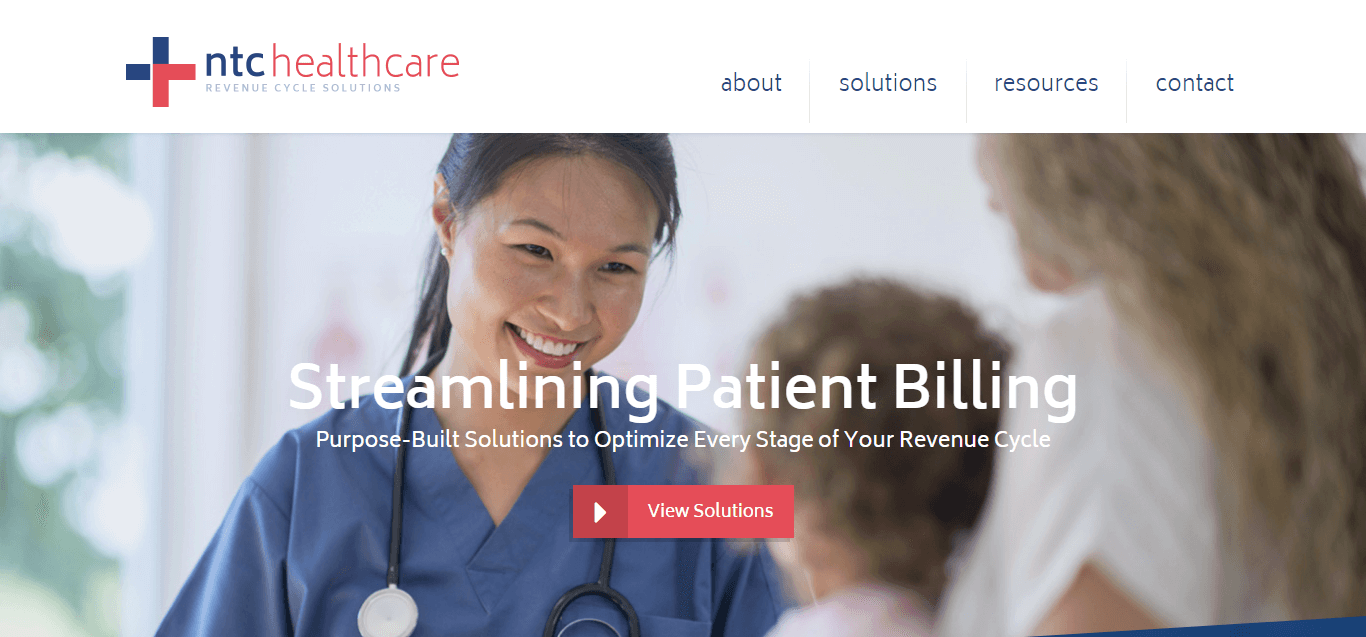 ntc healthcare
REVENUE CYCLE SOLUTIONS
about
solutions
resources
contact
Streamlining Patient Billing
Purpose-Built Solutions to Optimize Every Stage of Your Revenue Cycle
View Solutions